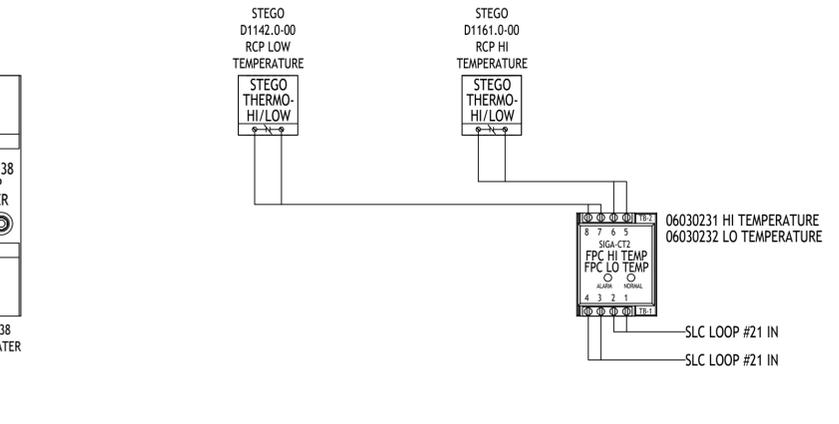 STEGO
D1142.0-00
RCP LOW
TEMPERATURE
STEGO
THERMO-
HI/LOW
STEGO
D1161.0-00
RCP HI
TEMPERATURE
STEGO
THERMO-
HI/LOW
38
P
R
38
ATER
TB-2
8 7 6 5
SIGA-CT2
FPC HI TEMP
FPC LO TEMP
ALARM NORMAL
4 3 2 1
TB-1
06030231 HI TEMPERATURE
06030232 LO TEMPERATURE
SLC LOOP #21 IN
SLC LOOP #21 IN